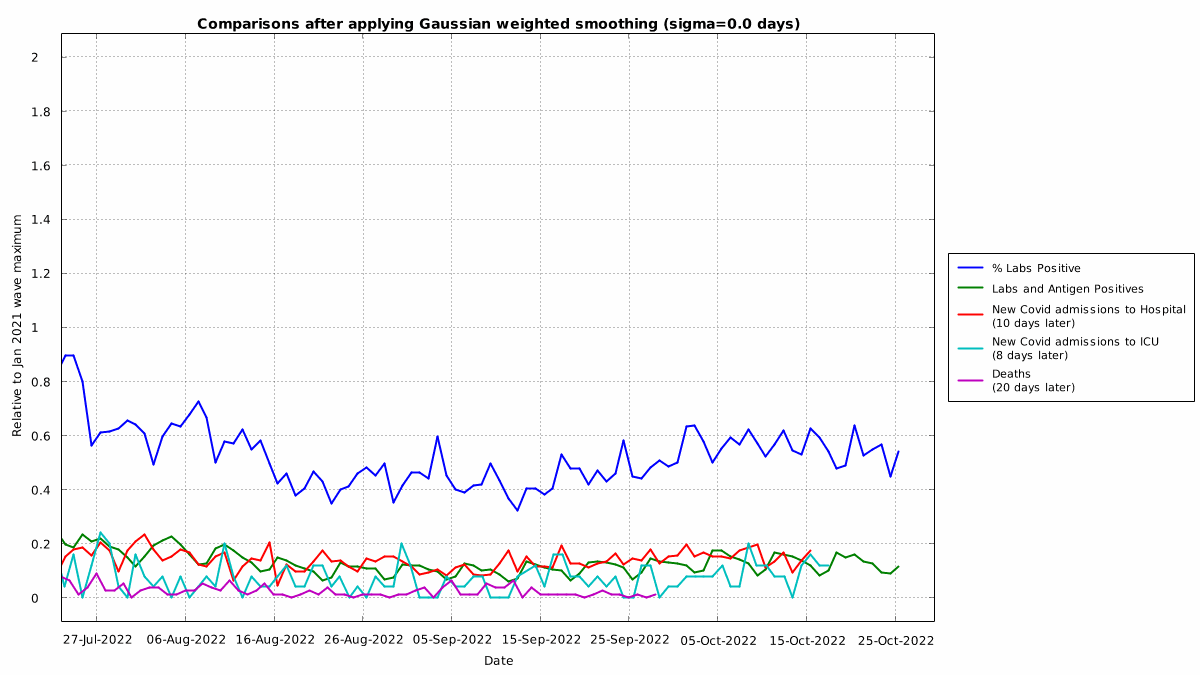 Comparisons after applying Gaussian weighted smoothing (sigma=0.0 days)
Relative to Jan 2021 wave maximum
2
1.8
1.6
1.4
1.2
1
0.8
0.6
0.4
0.2
0
27-Jul-2022 06-Aug-2022 16-Aug-2022 26-Aug-2022 05-Sep-2022 15-Sep-2022 25-Sep-2022 05-Oct-2022 15-Oct-2022 25-Oct-2022
Date
% Labs Positive
Labs and Antigen Positives
New Covid admissions to Hospital
(10 days later)
New Covid admissions to ICU
(8 days later)
Deaths
(20 days later)